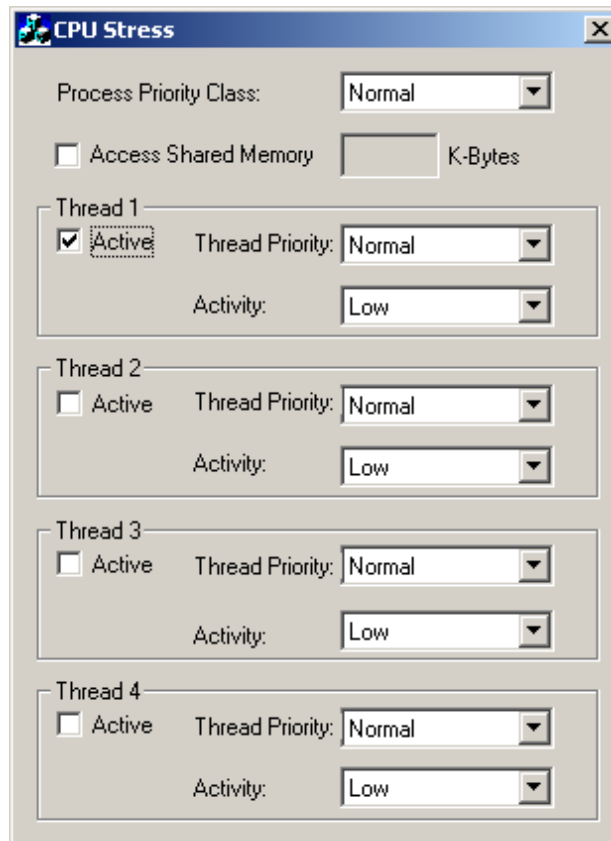 CPU Stress
Process Priority Class: Normal
Access Shared Memory K-Bytes
Thread 1
Active Thread Priority: Normal
Activity: Low
Thread 2
Active Thread Priority: Normal
Activity: Low
Thread 3
Active Thread Priority: Normal
Activity: Low
Thread 4
Active Thread Priority: Normal
Activity: Low